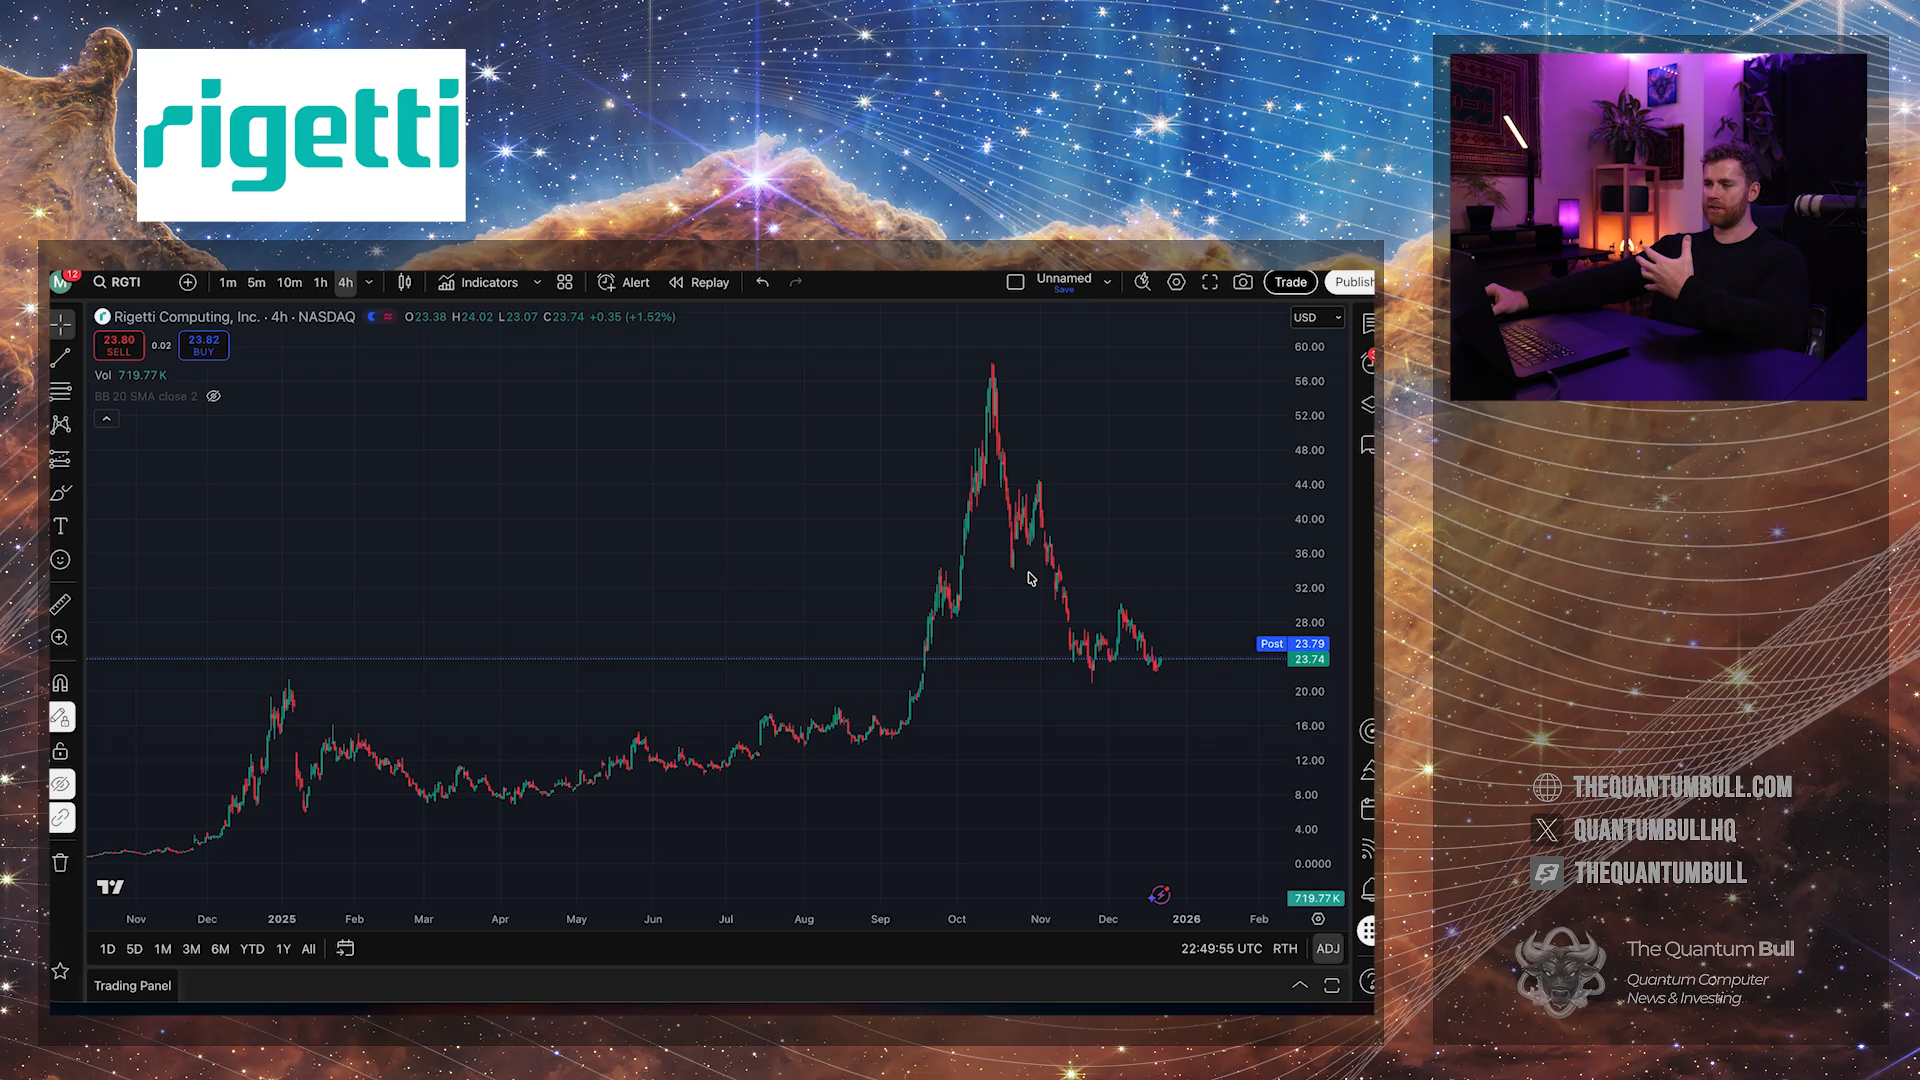 rigetti
M
12
RGTI
1m 5m 10m 1h 4h
Indicators
Alert
Replay
Unnamed
Save
Trade
Publish
Rigetti Computing, Inc. · 4h · NASDAQ
O23.38 H24.02 L23.07 C23.74 +0.35 (+1.52%)
USD
23.80
SELL
0.02
23.82
BUY
Vol 719.77K
BB 20 SMA close 2
60.00
56.00
52.00
48.00
44.00
40.00
36.00
32.00
28.00
Post 23.79
23.74
20.00
16.00
12.00
8.00
4.00
0.0000
719.77K
Nov Dec 2025 Feb Mar Apr May Jun Jul Aug Sep Oct Nov Dec 2026 Feb
1D 5D 1M 3M 6M YTD 1Y All
22:49:55 UTC RTH ADJ
Trading Panel
THEQUANTUMBULL.COM
QUANTUMBULLHQ
THEQUANTUMBULL
The Quantum Bull
Quantum Computer
News & Investing